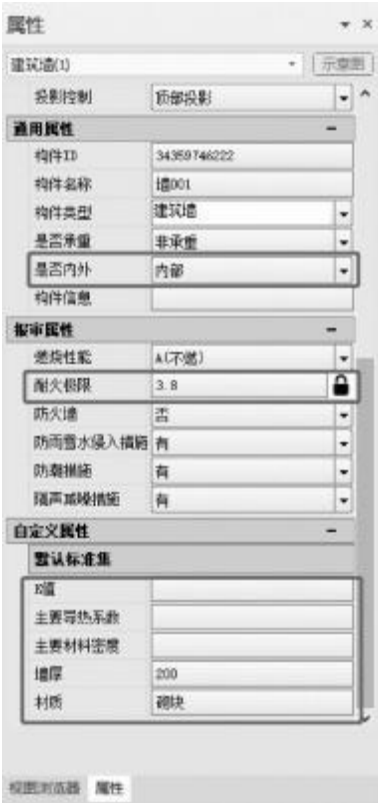 属性
建筑墙(1) 示意图
投影控制 顶部投影
通用属性
构件ID 34359746222
构件名称 墙001
构件类型 建筑墙
是否承重 非承重
是否内外 内部
构件信息
报审属性
燃烧性能 A(不燃)
耐火极限 3.8
防火墙 否
防雨雪水侵入措施 有
防潮措施 有
隔声减噪措施 有
自定义属性
默认标准集
K值
主要导热系数
主要材料密度
墙厚 200
材质 砌块
视图浏览器 属性